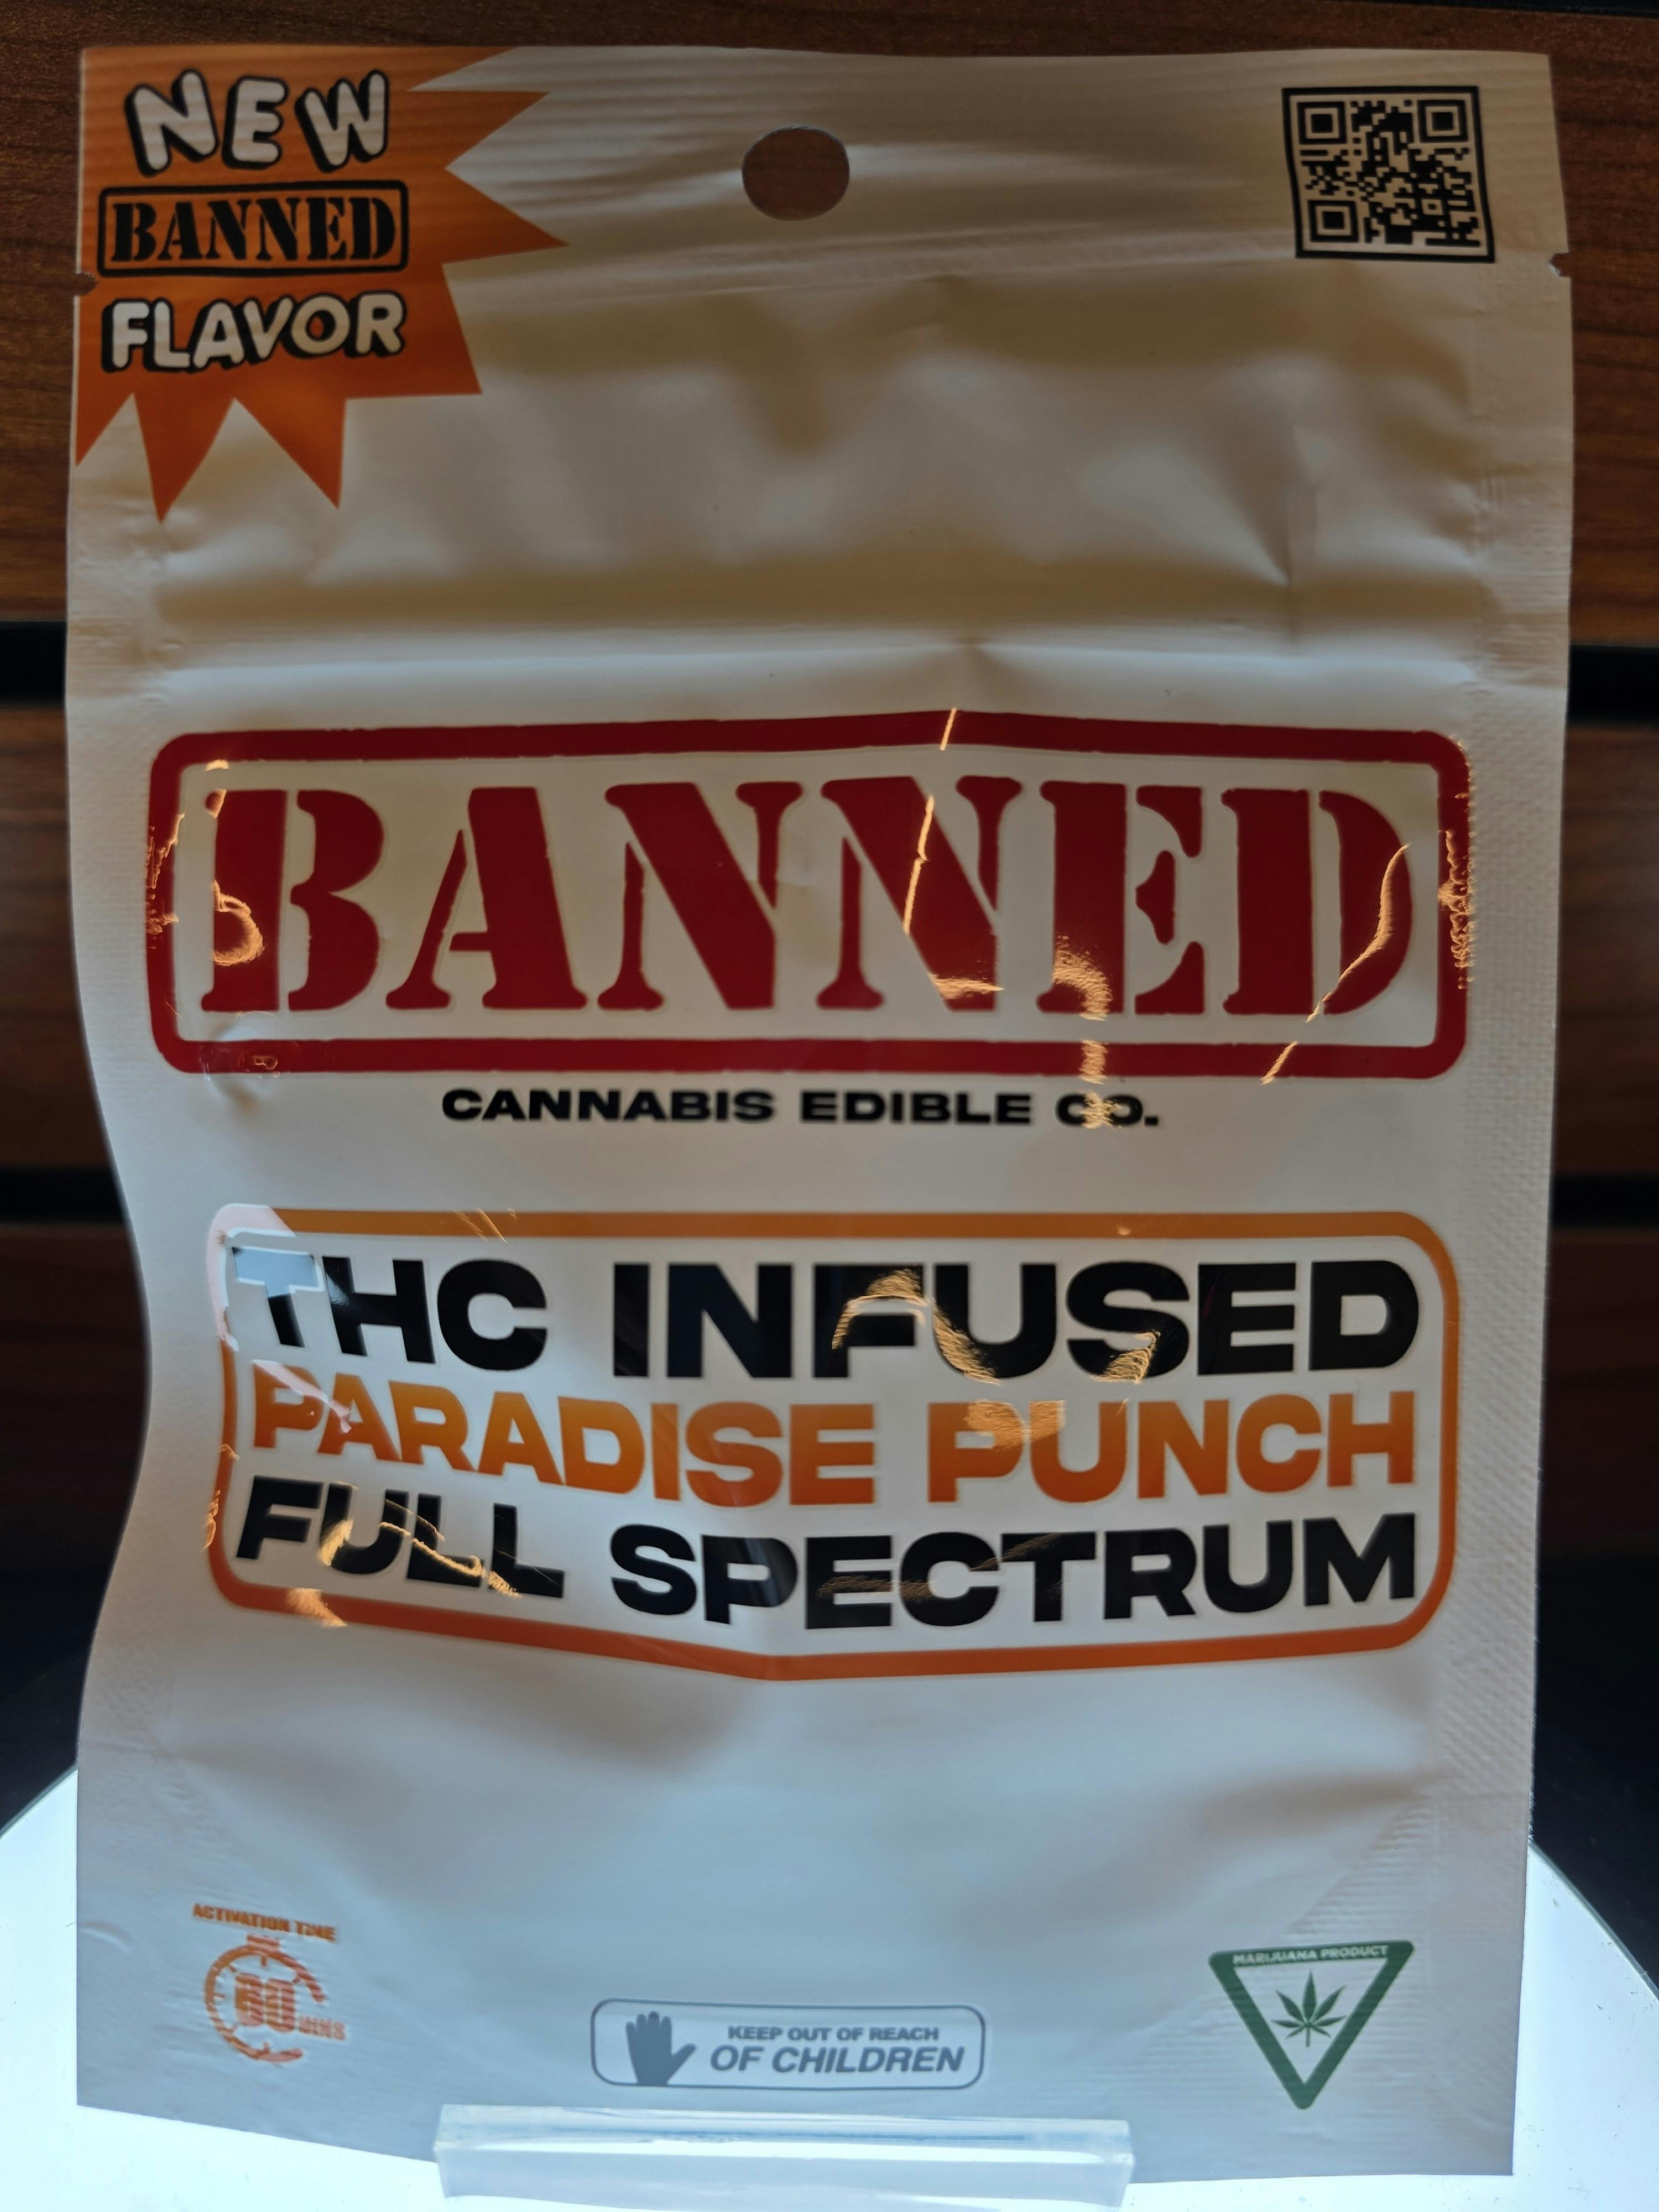 NEW
BANNED
FLAVOR
BANNED
CANNABIS EDIBLE CO.
THC INFUSED
PARADISE PUNCH
FULL SPECTRUM
ACTIVATION TIME
60 MINS
KEEP OUT OF REACH
OF CHILDREN
MARIJUANA PRODUCT